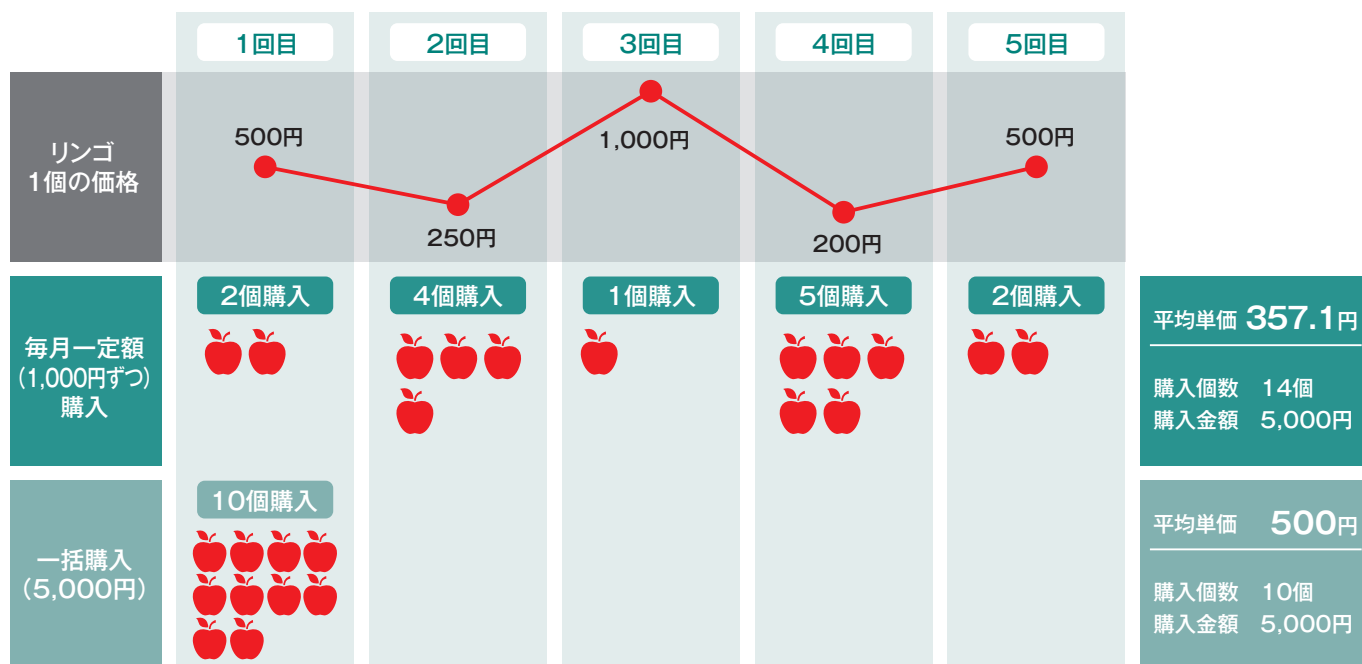 1回目
2回目
3回目
4回目
5回目
リンゴ
1個の価格
500円
250円
1,000円
200円
500円
毎月一定額
(1,000円ずつ)
購入
2個購入
4個購入
1個購入
5個購入
2個購入
平均単価 357.1円
購入個数 14個
購入金額 5,000円
一括購入
(5,000円)
10個購入
平均単価 500円
購入個数 10個
購入金額 5,000円